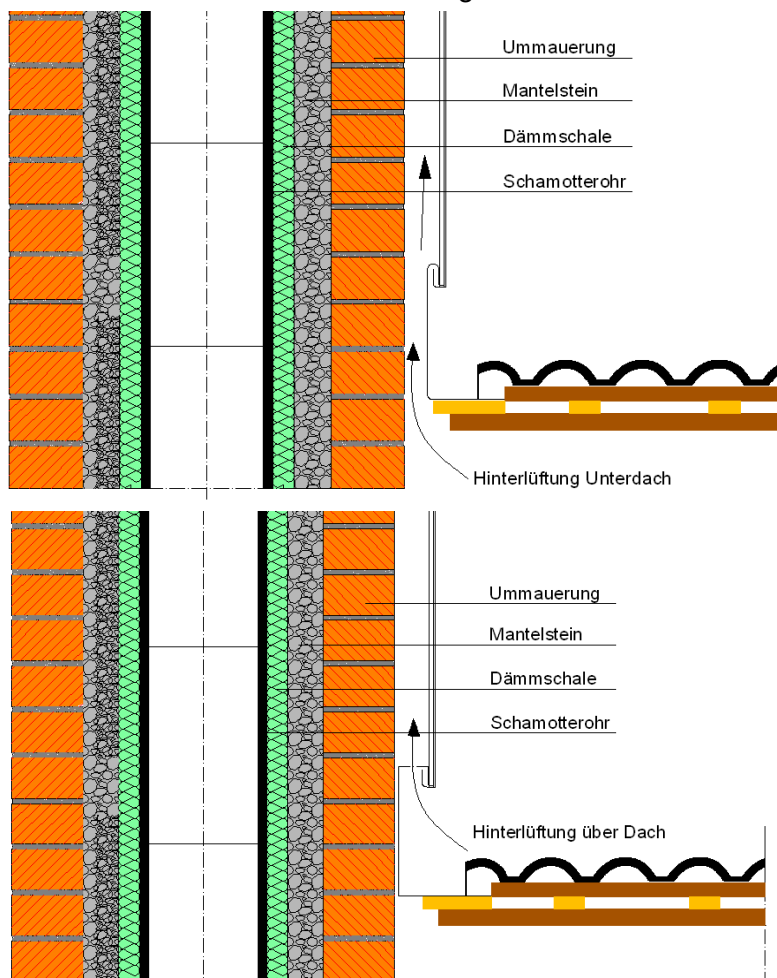 Ummauerung
Mantelstein
Dämmschale
Schamotterohr
Hinterlüftung Unterdach
Ummauerung
Mantelstein
Dämmschale
Schamotterohr
Hinterlüftung über Dach